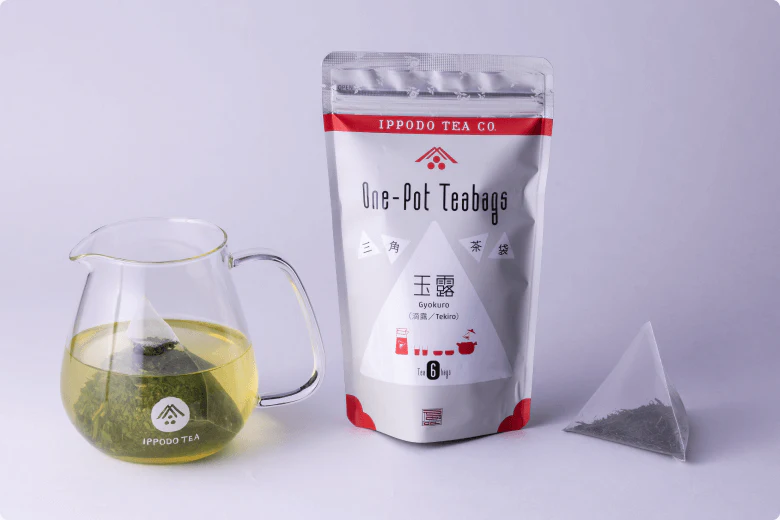 IPPODO TEA CO.
One-Pot Teabags
三角茶袋
玉露
Gyokuro
(滴露／Tekiro)
Tea 6 bags
IPPODO TEA